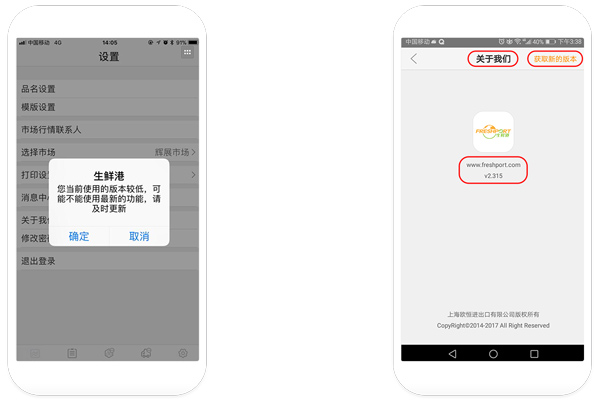 中国移动 4G 14:05 91%
设置
品名设置
模版设置
市场行情联系人
选择市场 辉展市场
打印设
消息中
关于我们
修改密
退出登录
生鲜港
您当前使用的版本较低，可
能不能使用最新的功能，请
及时更新
确定 取消
中国移动 40% 下午3:38
关于我们 获取新的版本
FRESHPORT
生鲜港
www.freshport.com
v2.315
上海欧恒进出口有限公司版权所有
CopyRight©2014-2017 All Right Reserved